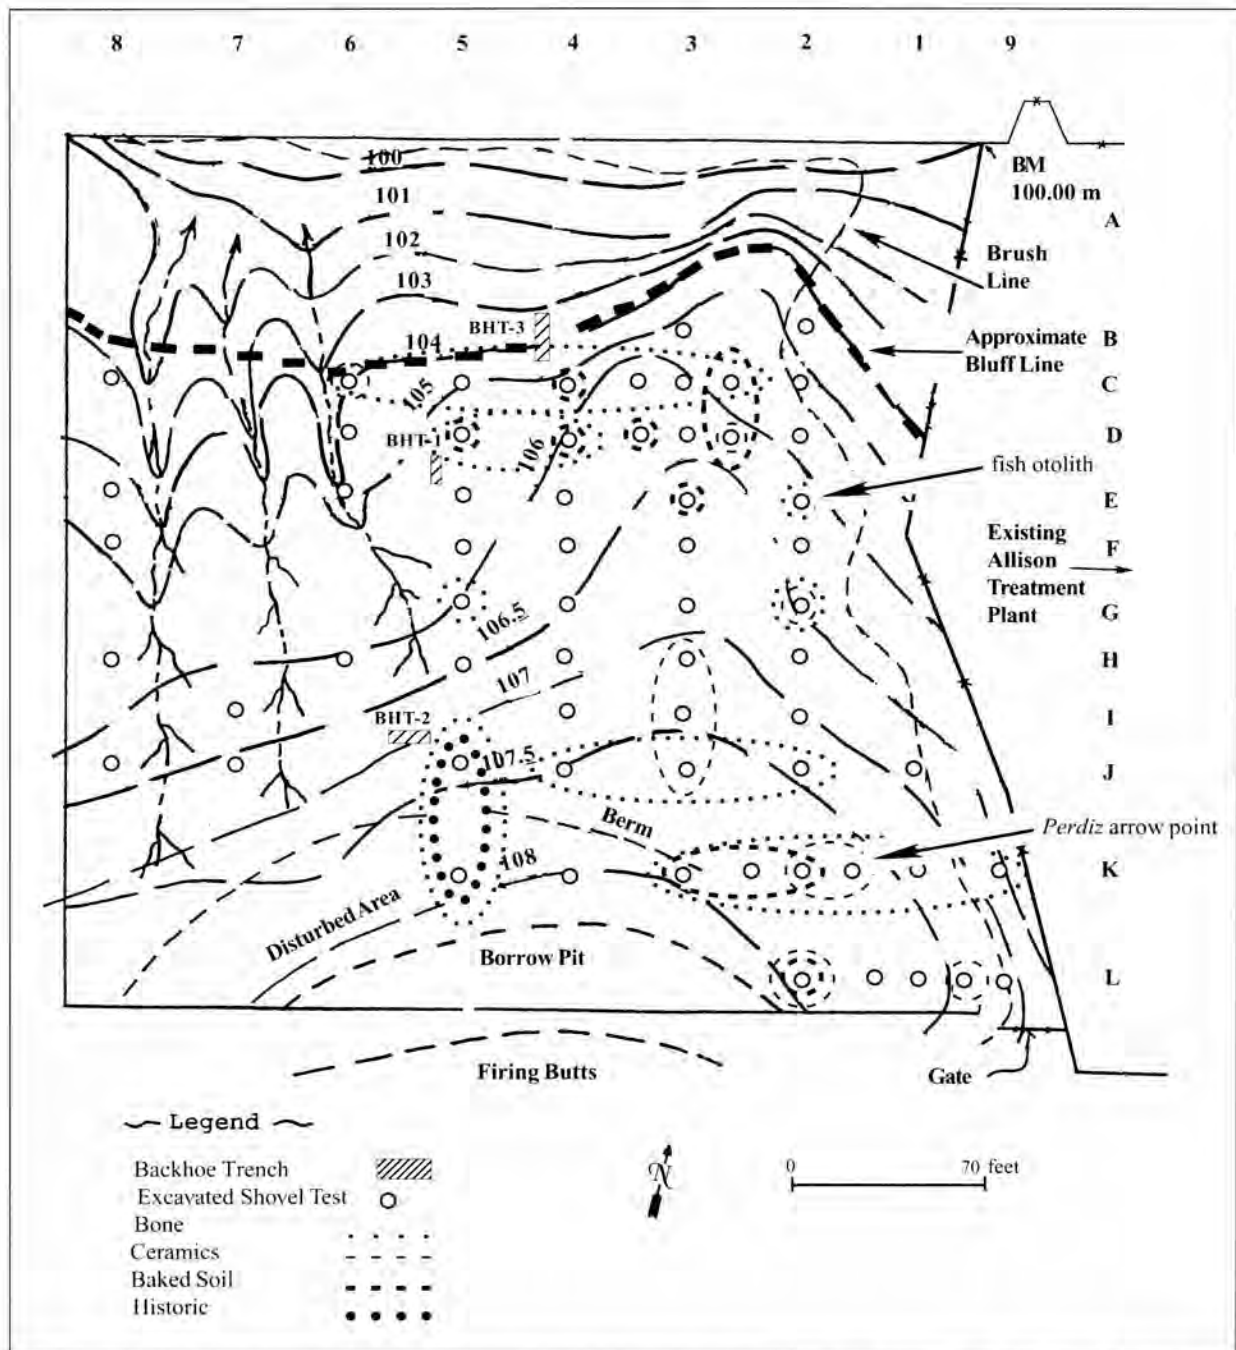 8 7 6 5 4 3 2 1 9
100
BM
100.00 m
101
A
102
Brush
Line
103
BHT-3
104
Approximate
Bluff Line
B
105
C
BHT-1
106
D
fish otolith
E
Existing
Allison
Treatment
Plant
F
106.5
G
107
H
BHT-2
I
107.5
J
Berm
Perdiz arrow point
108
K
Disturbed Area
Borrow Pit
L
Firing Butts
Gate
Legend
Backhoe Trench
Excavated Shovel Test
Bone
Ceramics
Baked Soil
Historic
N
0 70 feet